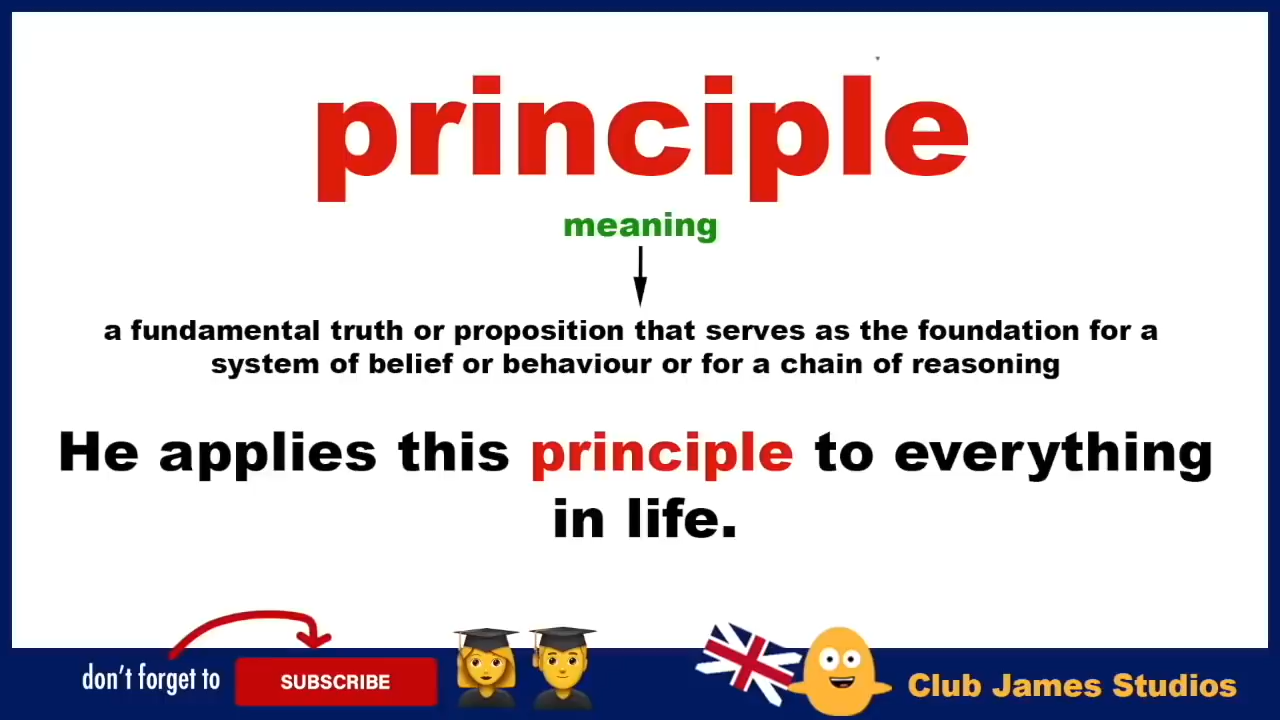 principle
meaning
a fundamental truth or proposition that serves as the foundation for a
system of belief or behaviour or for a chain of reasoning
He applies this principle to everything
in life.
don't forget to
SUBSCRIBE
Club James Studios